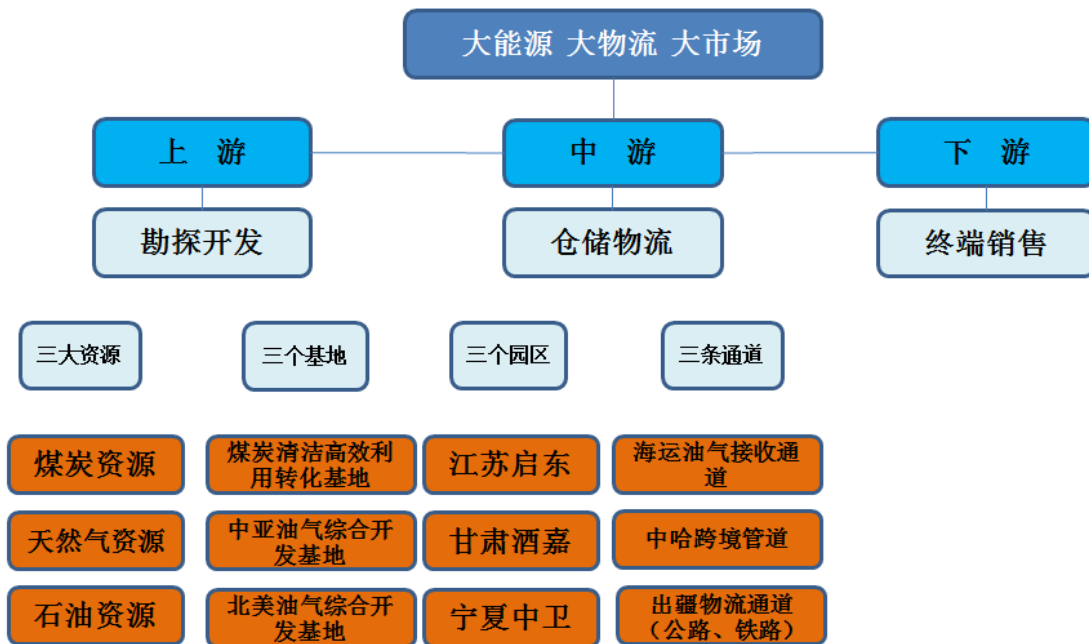 大能源 大物流 大市场
上 游
中 游
下 游
勘探开发
仓储物流
终端销售
三大资源
三个基地
三个园区
三条通道
煤炭资源
煤炭清洁高效利
用转化基地
江苏启东
海运油气接收通
道
天然气资源
中亚油气综合开
发基地
甘肃酒嘉
中哈跨境管道
石油资源
北美油气综合开
发基地
宁夏中卫
出疆物流通道
（公路、铁路）